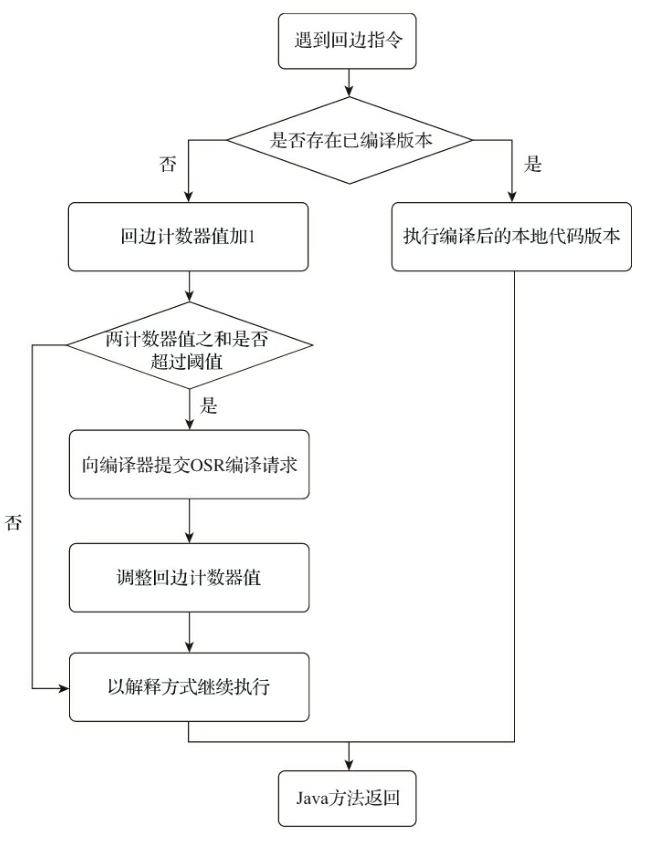 遇到回边指令
是否存在已编译版本
否
是
回边计数器值加1
执行编译后的本地代码版本
两计数器值之和是否
超过阈值
是
向编译器提交OSR编译请求
否
调整回边计数器值
以解释方式继续执行
Java方法返回